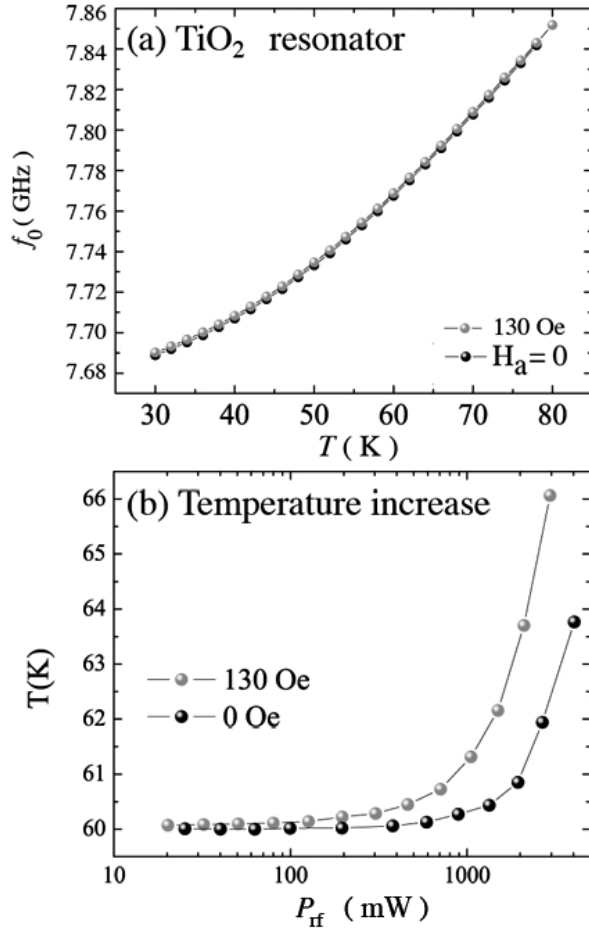 (a) TiO₂ resonator
7.86
7.84
7.82
7.80
7.78
7.76
7.74
7.72
7.70
7.68
f₀ ( GHz)
130 Oe
Hₐ= 0
30 40 50 60 70 80
T ( K )
(b) Temperature increase
66
65
64
63
62
61
60
T(K)
130 Oe
0 Oe
10 100 1000
P_rf ( mW)